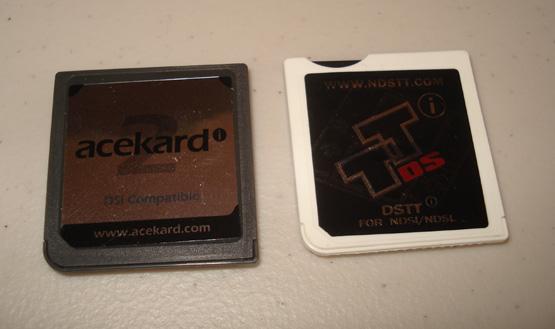 2
acekard i
DSi Compatible
www.acekard.com
WWW.NDSTT.COM
i
TT
DS
DSTT i
FOR NDSI/NDSL